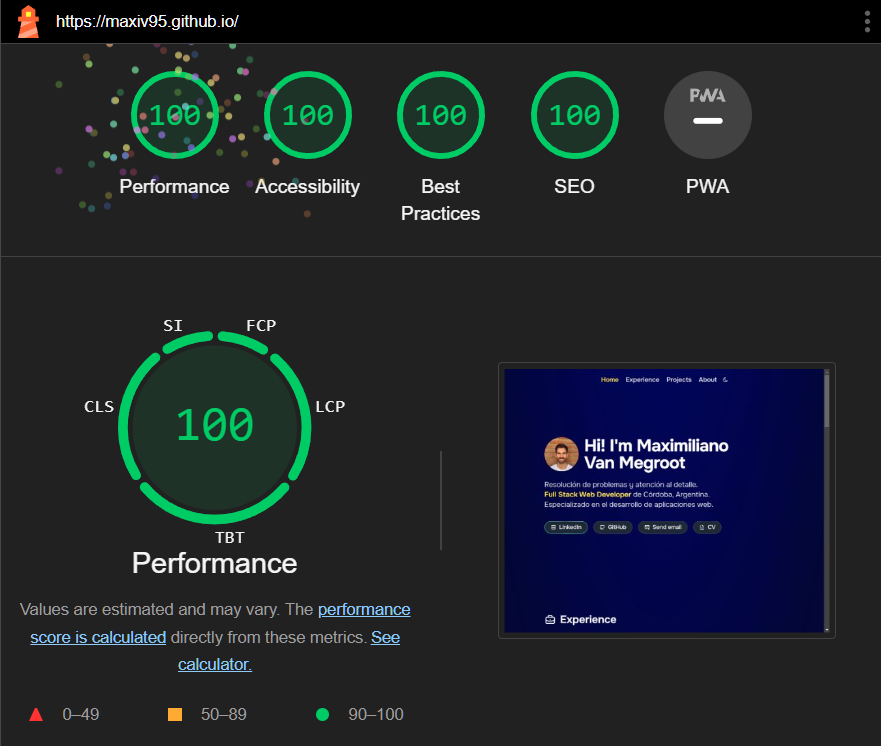 https://maxiv95.github.io/
100 100 100 100 PWA
Performance Accessibility Best Practices SEO PWA
SI FCP
CLS LCP
100
TBT
Performance
Values are estimated and may vary. The performance
score is calculated directly from these metrics. See
calculator.
0–49 50–89 90–100
Home Experience Projects About
Hi! I'm Maximiliano
Van Megroot
Resolución de problemas y atención al detalle.
Full Stack Web Developer de Córdoba, Argentina.
Especializado en el desarrollo de aplicaciones web.
LinkedIn GitHub Send email CV
Experience